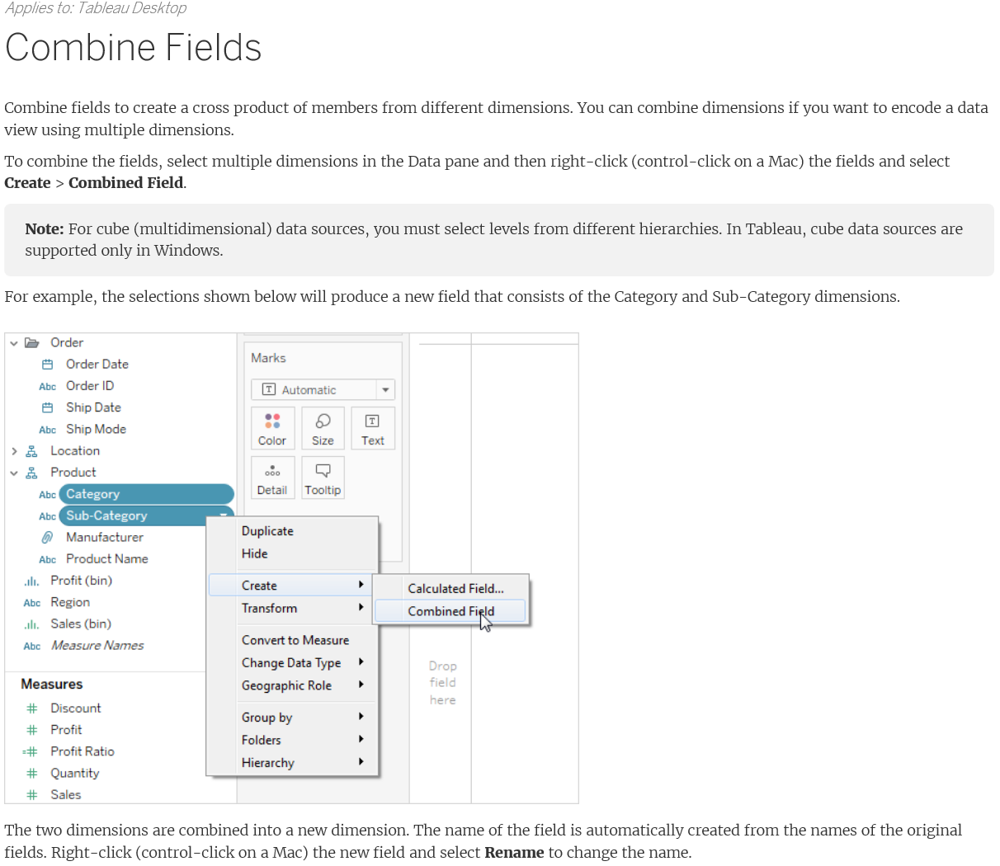 Applies to: Tableau Desktop
Combine Fields
Combine fields to create a cross product of members from different dimensions. You can combine dimensions if you want to encode a data
view using multiple dimensions.
To combine the fields, select multiple dimensions in the Data pane and then right-click (control-click on a Mac) the fields and select
Create > Combined Field.
Note: For cube (multidimensional) data sources, you must select levels from different hierarchies. In Tableau, cube data sources are
supported only in Windows.
For example, the selections shown below will produce a new field that consists of the Category and Sub-Category dimensions.
Order
Abc Order Date
Abc Order ID
Ship Date
Abc Ship Mode
Location
Product
Abc Category
Abc Sub-Category
Manufacturer
Abc Product Name
Profit (bin)
Abc Region
Sales (bin)
Abc Measure Names
Measures
Discount
Profit
=# Profit Ratio
Quantity
Sales
Marks
Automatic
Color
Size
Text
Detail
Tooltip
Duplicate
Hide
Create
Transform
Convert to Measure
Change Data Type
Geographic Role
Group by
Folders
Hierarchy
Calculated Field...
Combined Field
Drop
field
here
The two dimensions are combined into a new dimension. The name of the field is automatically created from the names of the original
fields. Right-click (control-click on a Mac) the new field and select Rename to change the name.